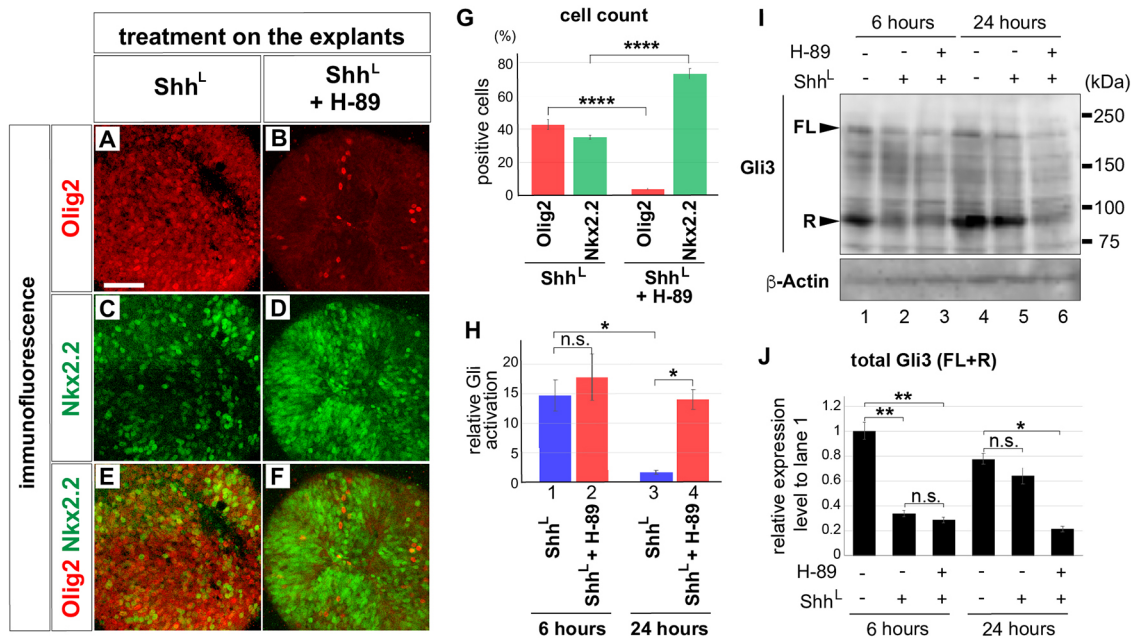 treatment on the explants
Shh^L
Shh^L
+ H-89
immunofluorescence
Olig2
Nkx2.2
Olig2 Nkx2.2
A
B
C
D
E
F
G
cell count
(%)
positive cells
80
60
40
20
0
****
****
Olig2
Nkx2.2
Olig2
Nkx2.2
Shh^L
Shh^L
+ H-89
H
relative Gli
activation
20
15
10
5
0
*
n.s.
*
1
2
3
4
Shh^L
Shh^L + H-89
Shh^L
Shh^L + H-89
6 hours
24 hours
I
6 hours
24 hours
H-89
+
+
Shh^L
- + + - + +
(kDa)
Gli3
FL
R
250
150
100
75
β-Actin
1 2 3 4 5 6
J
total Gli3 (FL+R)
relative expression
level to lane 1
1.2
1
0.8
0.6
0.4
0.2
0
**
**
n.s.
*
n.s.
H-89
- + - +
Shh^L
- + + - + +
6 hours
24 hours